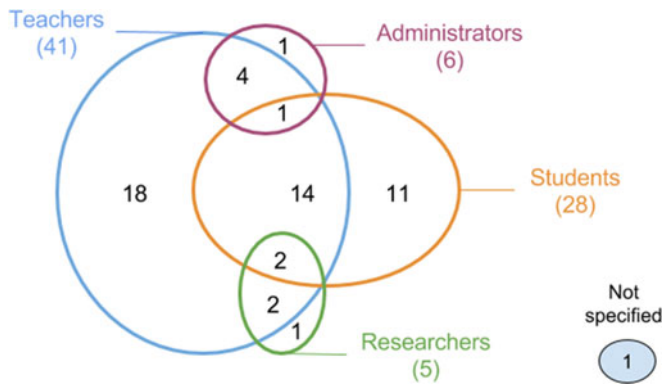 Teachers
(41)
1
Administrators
(6)
4
1
18
14
11
Students
(28)
2
2
1
Researchers
(5)
Not
specified
1